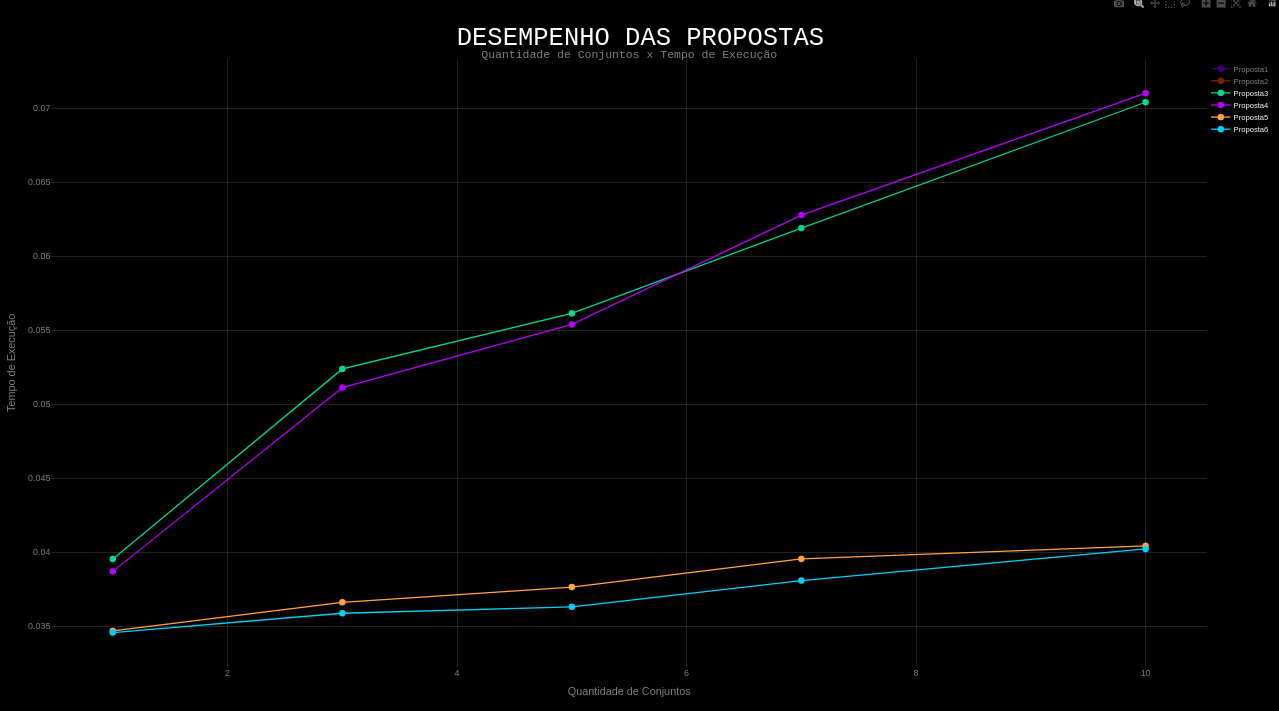 DESEMPENHO DAS PROPOSTAS
Quantidade de Conjuntos x Tempo de Execução
Proposta1
Proposta2
Proposta3
Proposta4
Proposta5
Proposta6
Tempo de Execução
0.07
0.065
0.06
0.055
0.05
0.045
0.04
0.035
2 4 6 8 10
Quantidade de Conjuntos